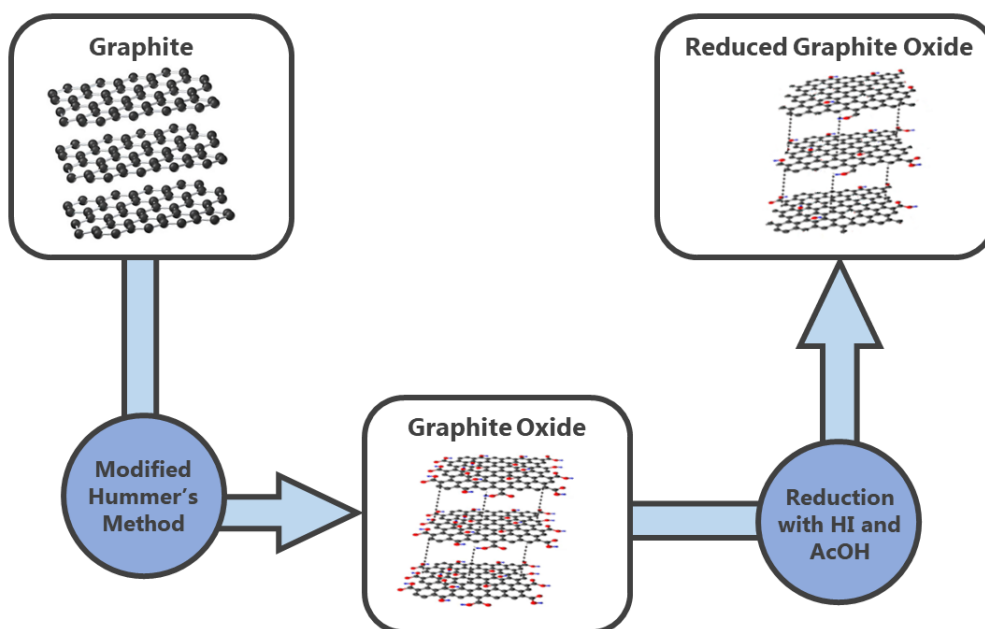 Graphite
Reduced Graphite Oxide
Modified
Hummer's
Method
Graphite Oxide
Reduction
with HI and
AcOH